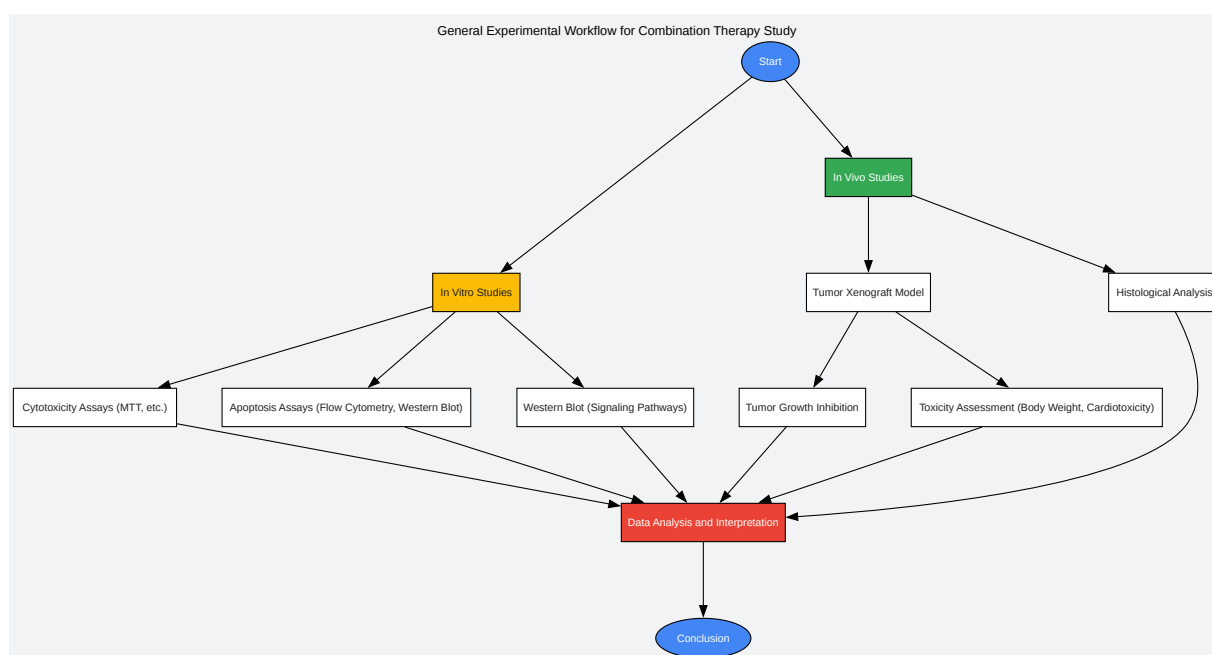 General Experimental Workflow for Combination Therapy Study
Start
In Vivo Studies
In Vitro Studies
Tumor Xenograft Model
Histological Analysis
Cytotoxicity Assays (MTT, etc.)
Apoptosis Assays (Flow Cytometry, Western Blot)
Western Blot (Signaling Pathways)
Tumor Growth Inhibition
Toxicity Assessment (Body Weight, Cardiotoxicity)
Data Analysis and Interpretation
Conclusion